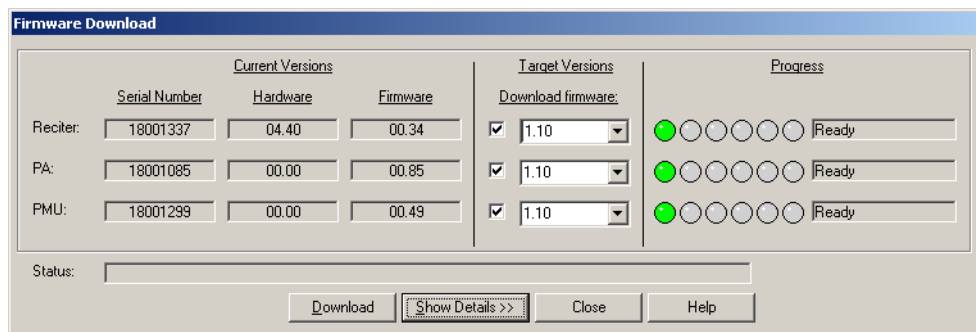 Firmware Download
Current Versions Target Versions Progress
Serial Number Hardware Firmware Download firmware:
Reciter: 18001337 04.40 00.34 1.10 Ready
PA: 18001085 00.00 00.85 1.10 Ready
PMU: 18001299 00.00 00.49 1.10 Ready
Status:
Download Show Details >> Close Help